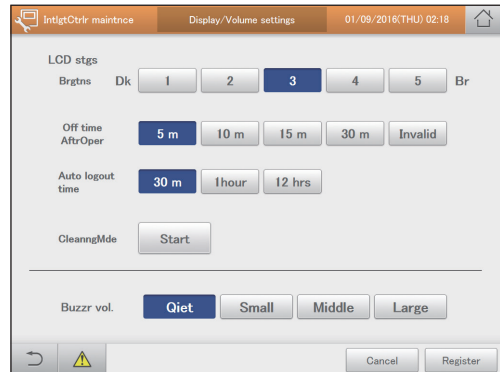 IntlgtCtrlr maintnce Display/Volume settings 01/09/2016(THU) 02:18
LCD stgs
Brgtns Dk 1 2 3 4 5 Br
Off time
AftrOper 5 m 10 m 15 m 30 m Invalid
Auto logout
time 30 m 1hour 12 hrs
CleanngMde Start
Buzzr vol. Qiet Small Middle Large
Cancel Register